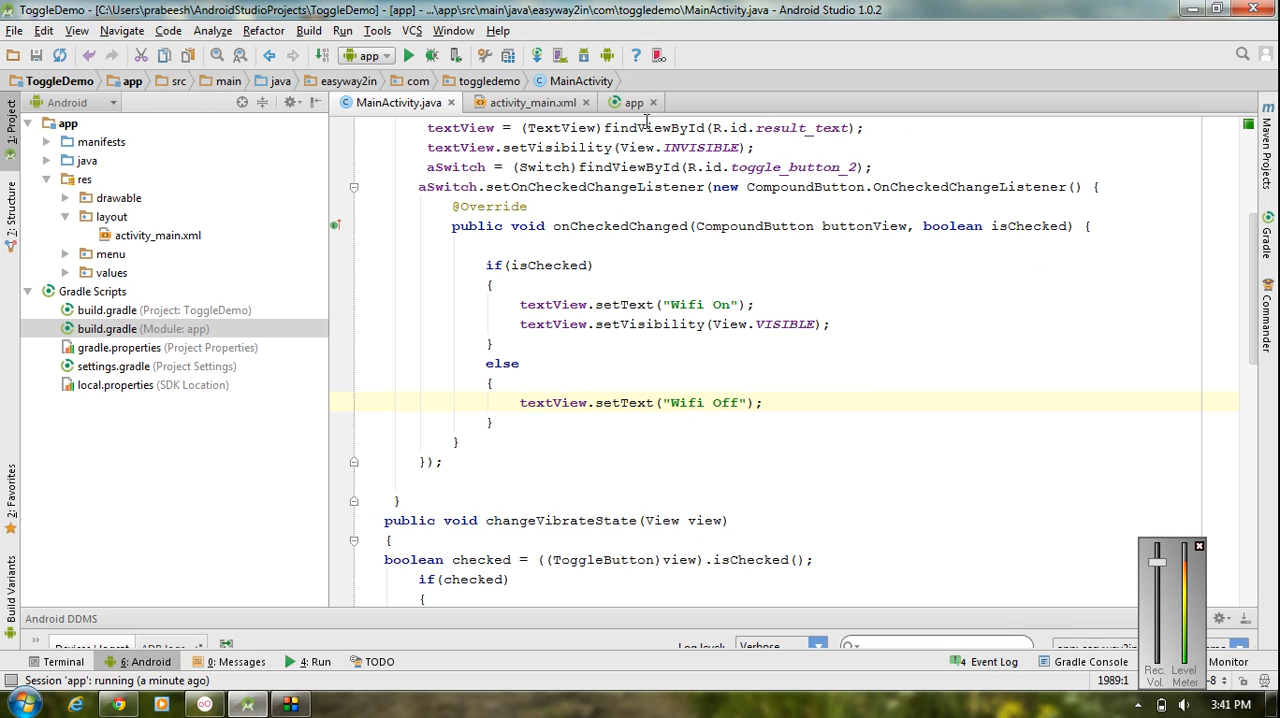 ToggleDemo - [C:\Users\prabeesh\AndroidStudioProjects\ToggleDemo] - [app] - ...\app\src\main\java\easyway2in\com\toggledemo\MainActivity.java - Android Studio 1.0.2
File Edit View Navigate Code Analyze Refactor Build Run Tools VCS Window Help
app
ToggleDemo app src main java easyway2in com toggledemo MainActivity
Android
MainActivity.java activity_main.xml app
1: Project
2: Structure
2: Favorites
Build Variants
app
manifests
java
res
drawable
layout
activity_main.xml
menu
values
Gradle Scripts
build.gradle (Project: ToggleDemo)
build.gradle (Module: app)
gradle.properties (Project Properties)
settings.gradle (Project Settings)
local.properties (SDK Location)
textView = (TextView)findViewById(R.id.result_text);
textView.setVisibility(View.INVISIBLE);
aSwitch = (Switch)findViewById(R.id.toggle_button_2);
aSwitch.setOnCheckedChangeListener(new CompoundButton.OnCheckedChangeListener() {
@Override
public void onCheckedChanged(CompoundButton buttonView, boolean isChecked) {
if(isChecked)
{
textView.setText("Wifi On");
textView.setVisibility(View.VISIBLE);
}
else
{
textView.setText("Wifi Off");
}
}
});
}
public void changeVibrateState(View view)
{
boolean checked = ((ToggleButton)view).isChecked();
if(checked)
{
Maven Projects
Gradle
Commander
Rec. Vol.
Level Meter
Android DDMS
Log level: Verbose
Terminal 6: Android 0: Messages 4: Run TODO
4 Event Log Gradle Console Monitor
Session 'app': running (a minute ago)
1989:1
-8
3:41 PM